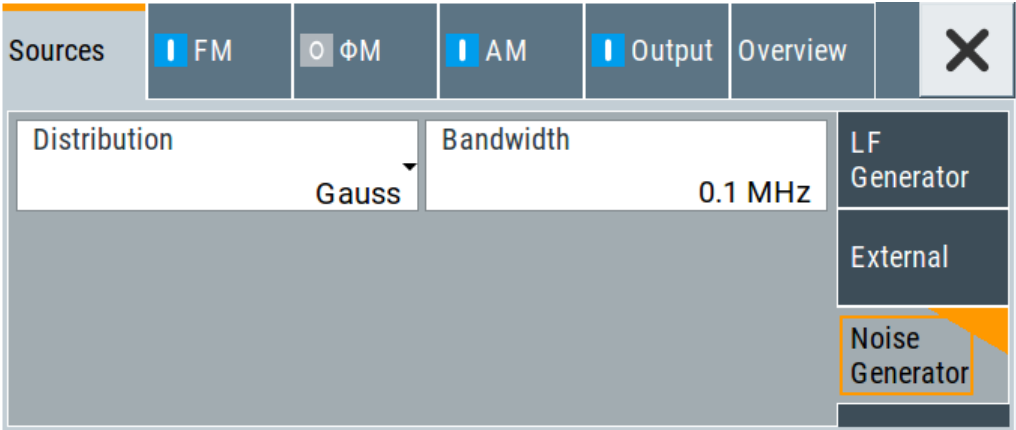 Sources
I FM
O ΦM
I AM
I Output
Overview
Distribution
Gauss
Bandwidth
0.1 MHz
LF
Generator
External
Noise
Generator